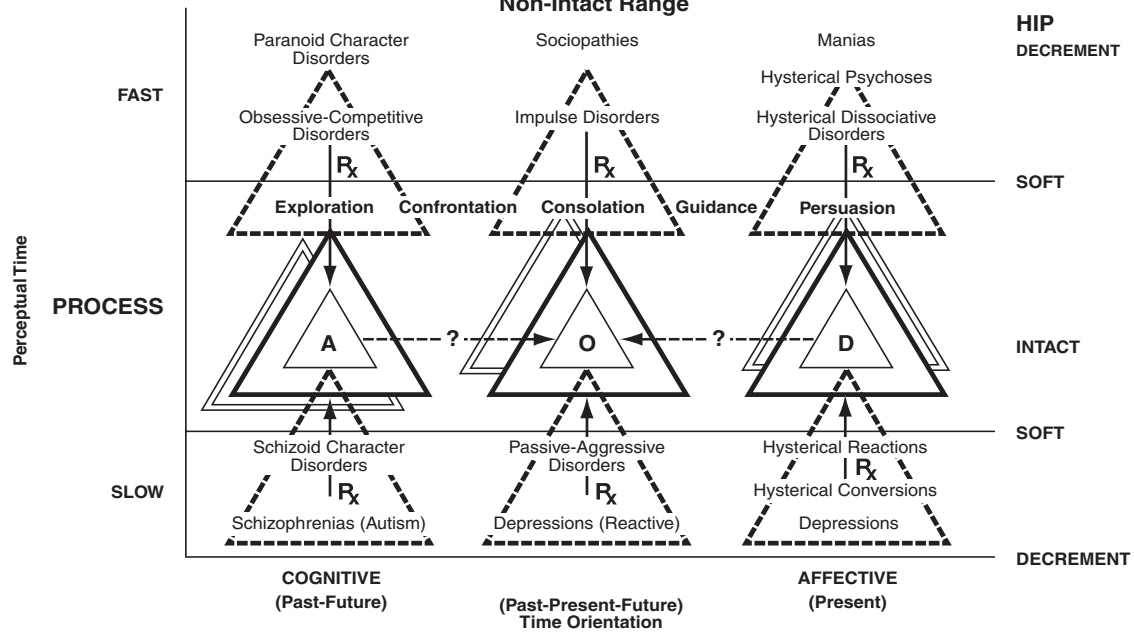 Non-Intact Range
HIP
DECREMENT
Paranoid Character
Disorders
Sociopathies
Manias
Hysterical Psychoses
FAST
Obsessive-Competitive
Disorders
Impulse Disorders
Hysterical Dissociative
Disorders
Rx
Rx
Rx
SOFT
Exploration
Confrontation
Consolation
Guidance
Persuasion
Perceptual Time
PROCESS
A
?
O
?
D
INTACT
SOFT
Schizoid Character
Disorders
Passive-Aggressive
Disorders
Hysterical Reactions
Rx
Rx
Rx
SLOW
Hysterical Conversions
Schizophrenias (Autism)
Depressions (Reactive)
Depressions
DECREMENT
COGNITIVE
(Past-Future)
(Past-Present-Future)
Time Orientation
AFFECTIVE
(Present)